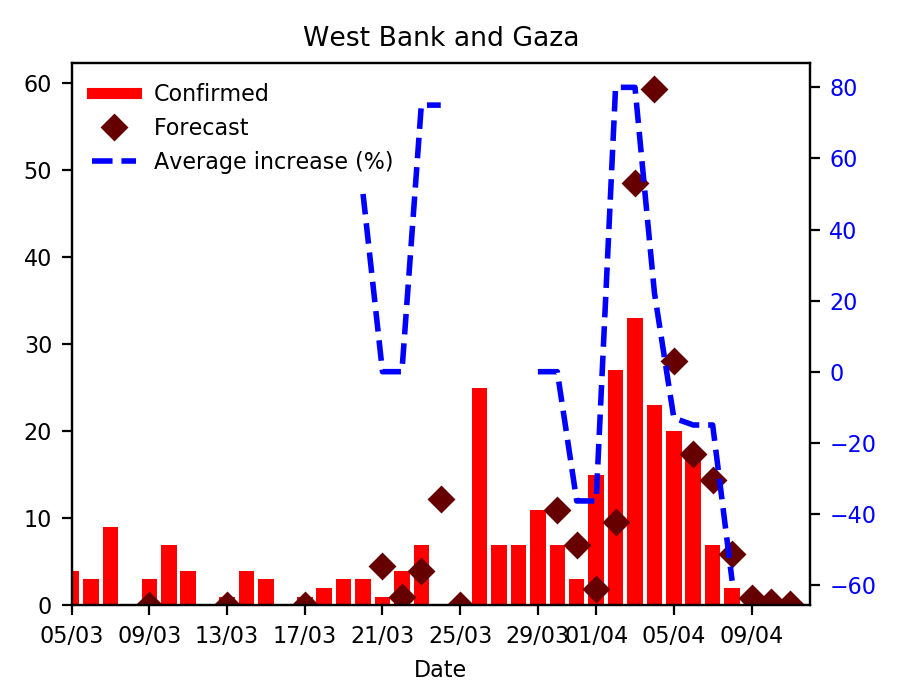 West Bank and Gaza
Confirmed
Forecast
Average increase (%)
60
50
40
30
20
10
0
80
60
40
20
0
−20
−40
−60
05/03 09/03 13/03 17/03 21/03 25/03 29/03 01/04 05/04 09/04
Date